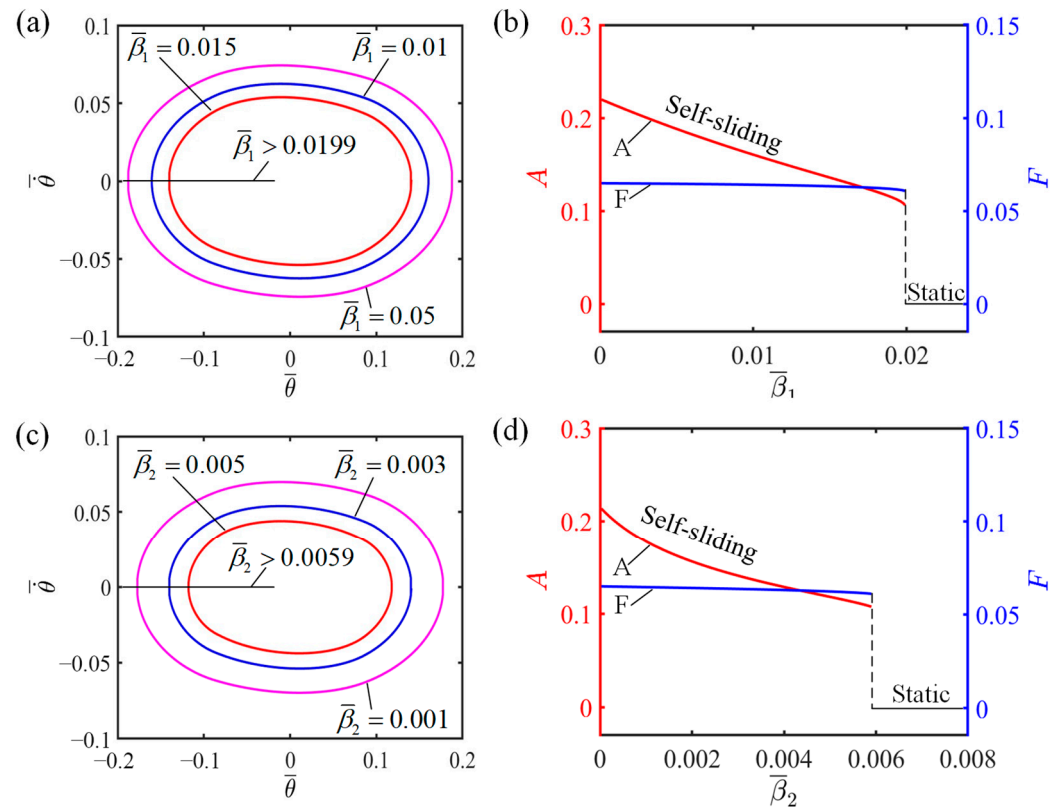 (a)
0.1
0.05
0
−0.05
−0.1
θ̇̅
β̅₁ = 0.015
β̅₁ = 0.01
β̅₁ > 0.0199
β̅₁ = 0.05
−0.2
−0.1
0
0.1
0.2
θ̅
(b)
0.3
0.2
0.1
0
A
Self-sliding
A
F
Static
0.15
0.1
0.05
0
F
0
0.01
0.02
β̅₁
(c)
0.1
0.05
0
−0.05
−0.1
θ̇̅
β̅₂ = 0.005
β̅₂ = 0.003
β̅₂ > 0.0059
β̅₂ = 0.001
−0.2
−0.1
0
0.1
0.2
θ̅
(d)
0.3
0.2
0.1
0
A
Self-sliding
A
F
Static
0.15
0.1
0.05
0
F
0
0.002
0.004
0.006
0.008
β̅₂